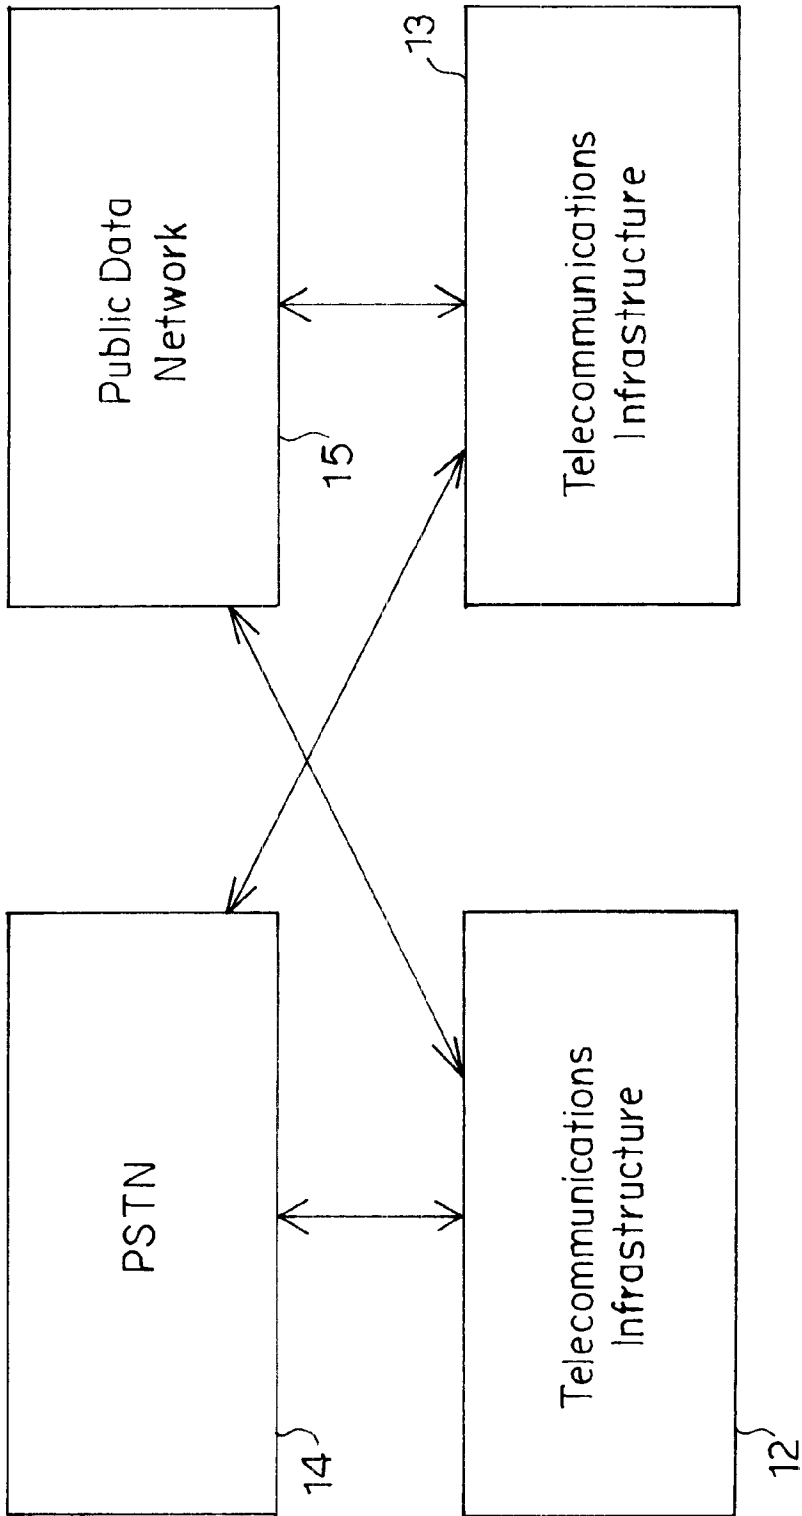 PSTN
14
Public Data
Network
15
Telecommunications
Infrastructure
12
Telecommunications
Infrastructure
13